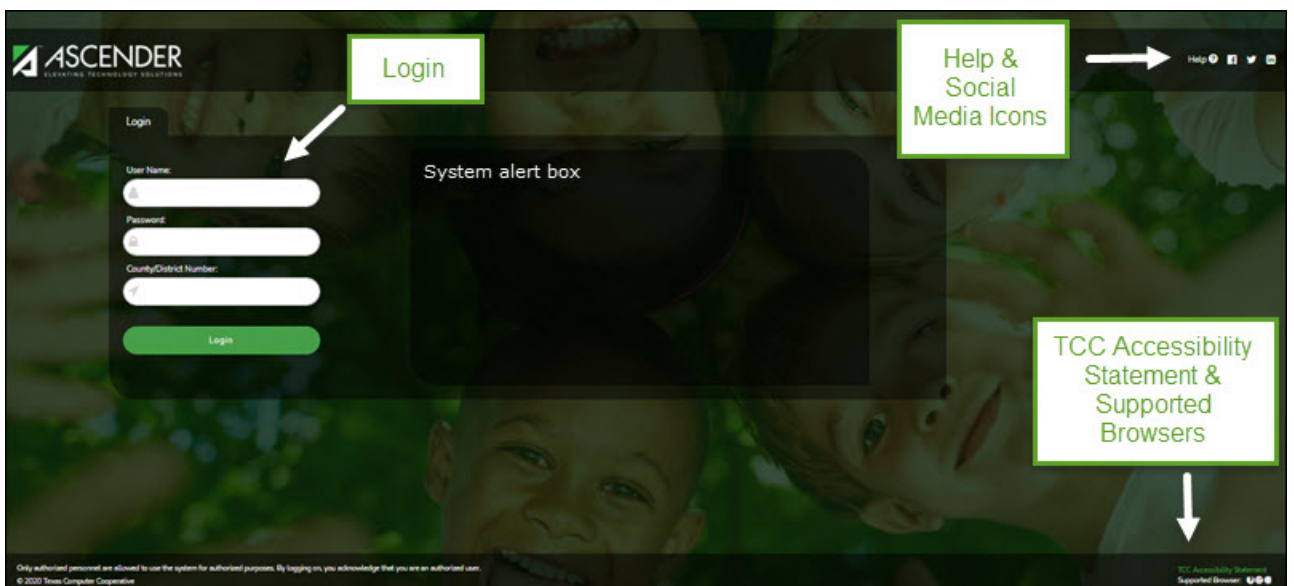 ASCENDER
ELEVATING TECHNOLOGY SOLUTIONS
Login
Help &
Social
Media Icons
Help
Login
User Name:
System alert box
Password:
County/District Number:
Login
TCC Accessibility
Statement &
Supported
Browsers
Only authorized personnel are allowed to use the system for authorized purposes. By logging on, you acknowledge that you are an authorized user.
© 2020 Texas Computer Cooperative
TCC Accessibility Statement
Supported Browser: